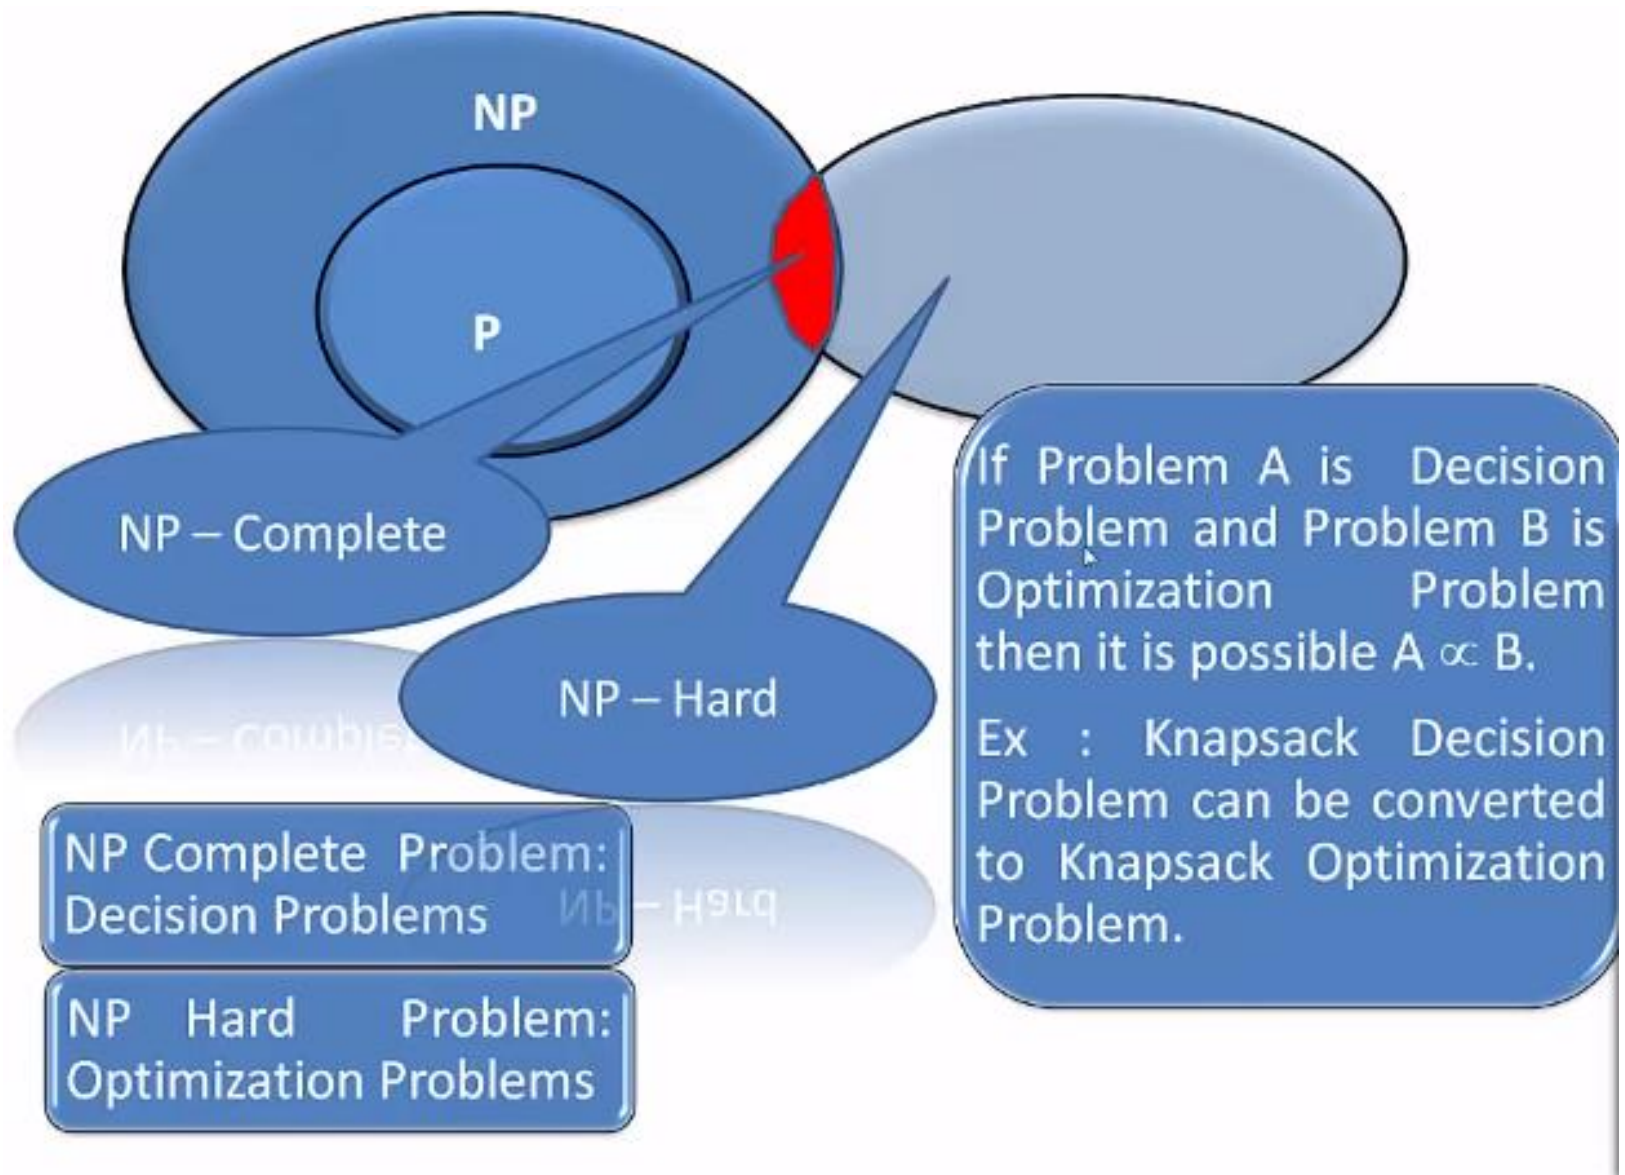 NP
P
NP – Complete
NP – Hard
If Problem A is Decision
Problem and Problem B is
Optimization Problem
then it is possible A ∝ B.
Ex : Knapsack Decision
Problem can be converted
to Knapsack Optimization
Problem.
NP Complete Problem:
Decision Problems
NP Hard Problem:
Optimization Problems